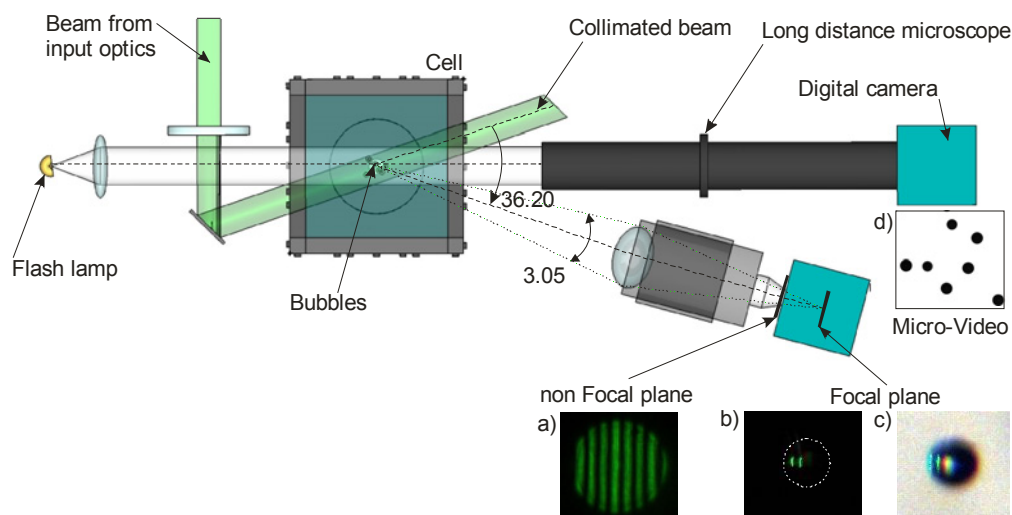 Beam from
input optics
Collimated beam
Long distance microscope
Cell
Digital camera
36.20
d)
3.05
Flash lamp
Bubbles
Micro-Video
non Focal plane
Focal plane
a)
b)
c)